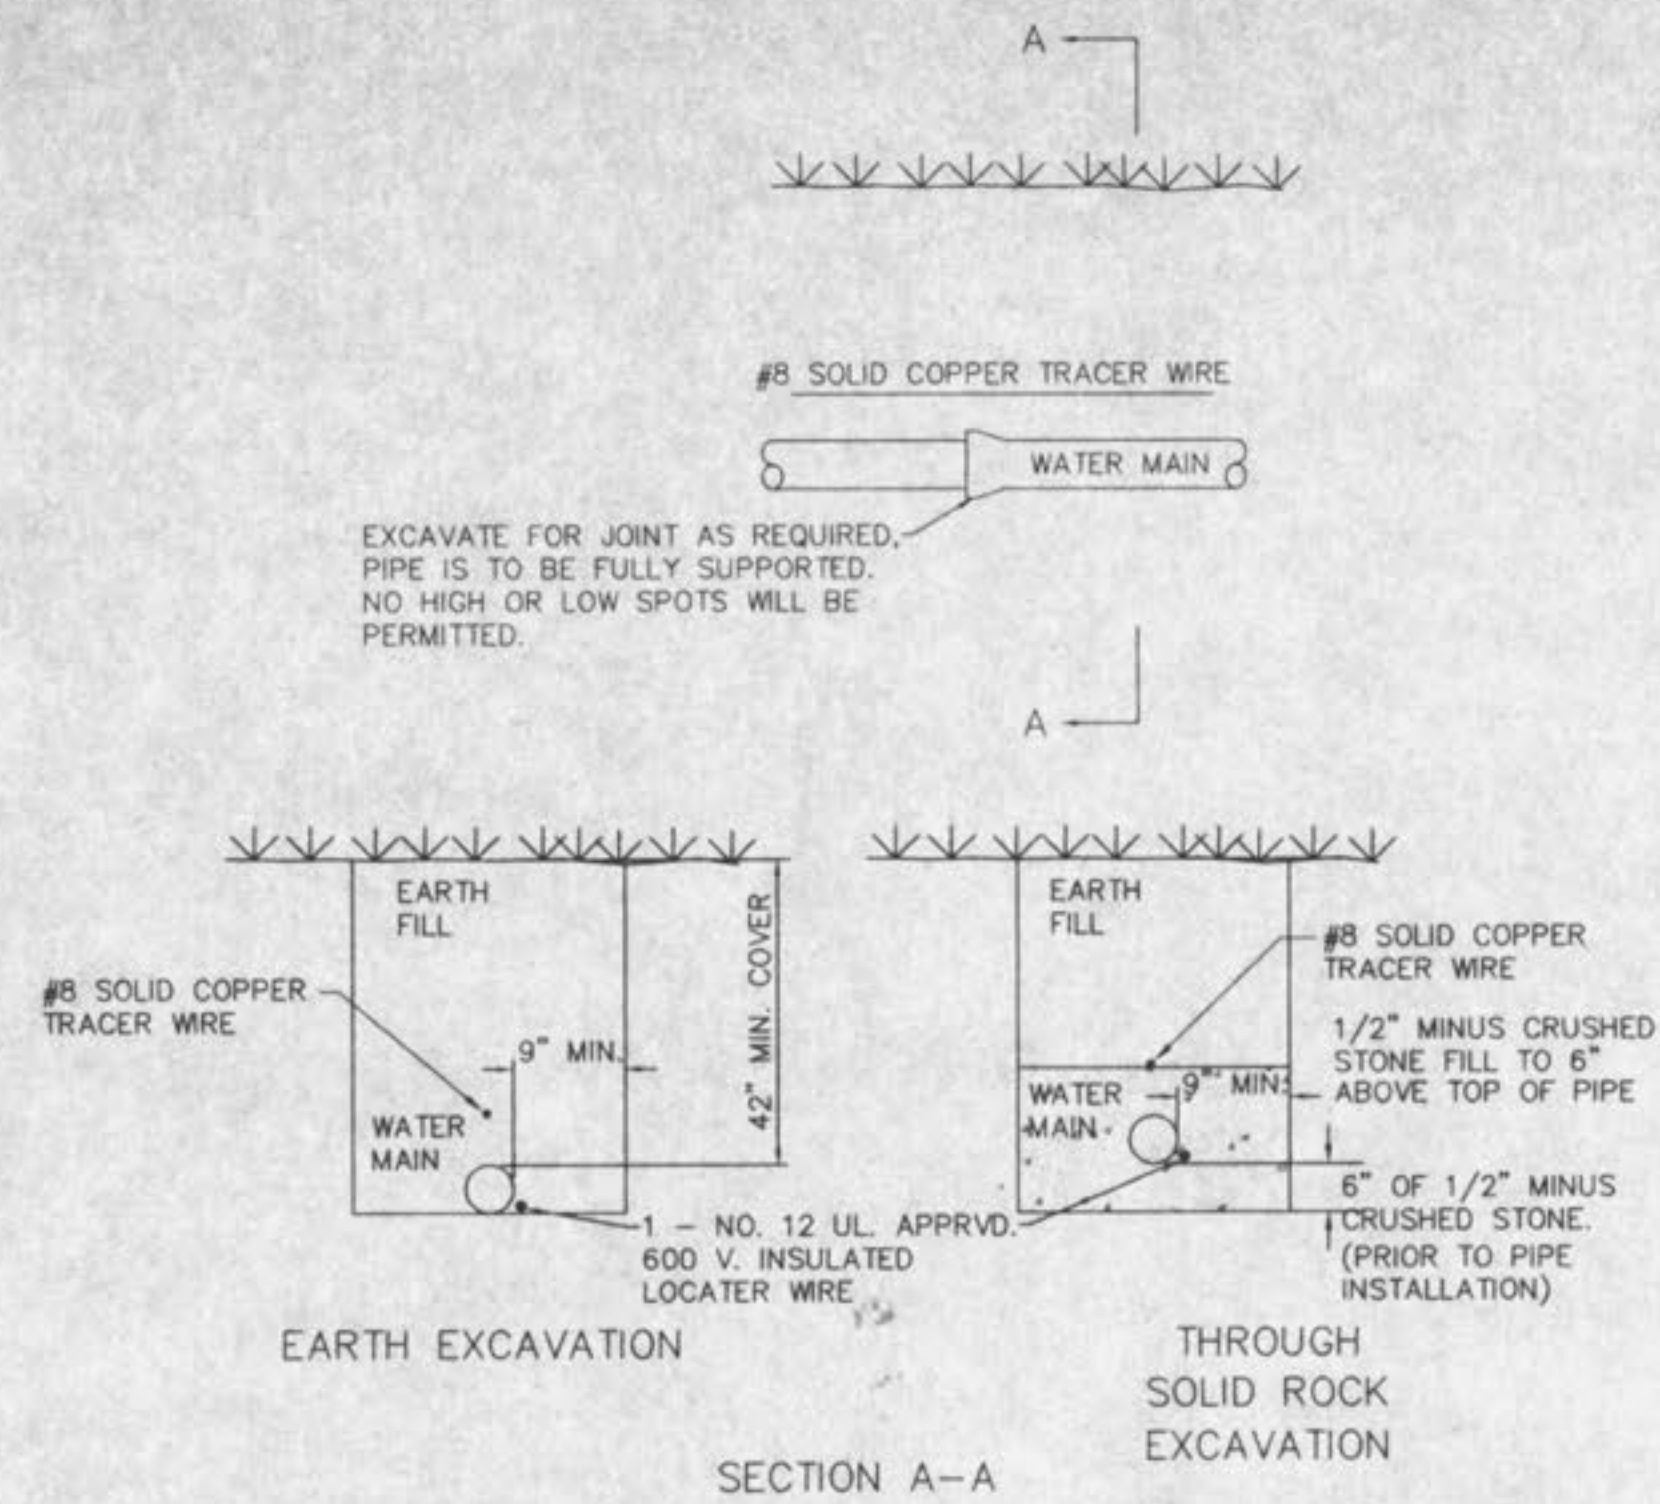 A
#8 SOLID COPPER TRACER WIRE
WATER MAIN
EXCAVATE FOR JOINT AS REQUIRED,
PIPE IS TO BE FULLY SUPPORTED.
NO HIGH OR LOW SPOTS WILL BE
PERMITTED.
A
EARTH
FILL
#8 SOLID COPPER
TRACER WIRE
9" MIN.
42" MIN. COVER
WATER
MAIN
EARTH
FILL
#8 SOLID COPPER
TRACER WIRE
1/2" MINUS CRUSHED
STONE FILL TO 6"
ABOVE TOP OF PIPE
WATER
MAIN
9" MIN.
6" OF 1/2" MINUS
CRUSHED STONE.
(PRIOR TO PIPE
INSTALLATION)
1 - NO. 12 UL. APPRVD.
600 V. INSULATED
LOCATER WIRE
EARTH EXCAVATION
THROUGH
SOLID ROCK
EXCAVATION
SECTION A-A